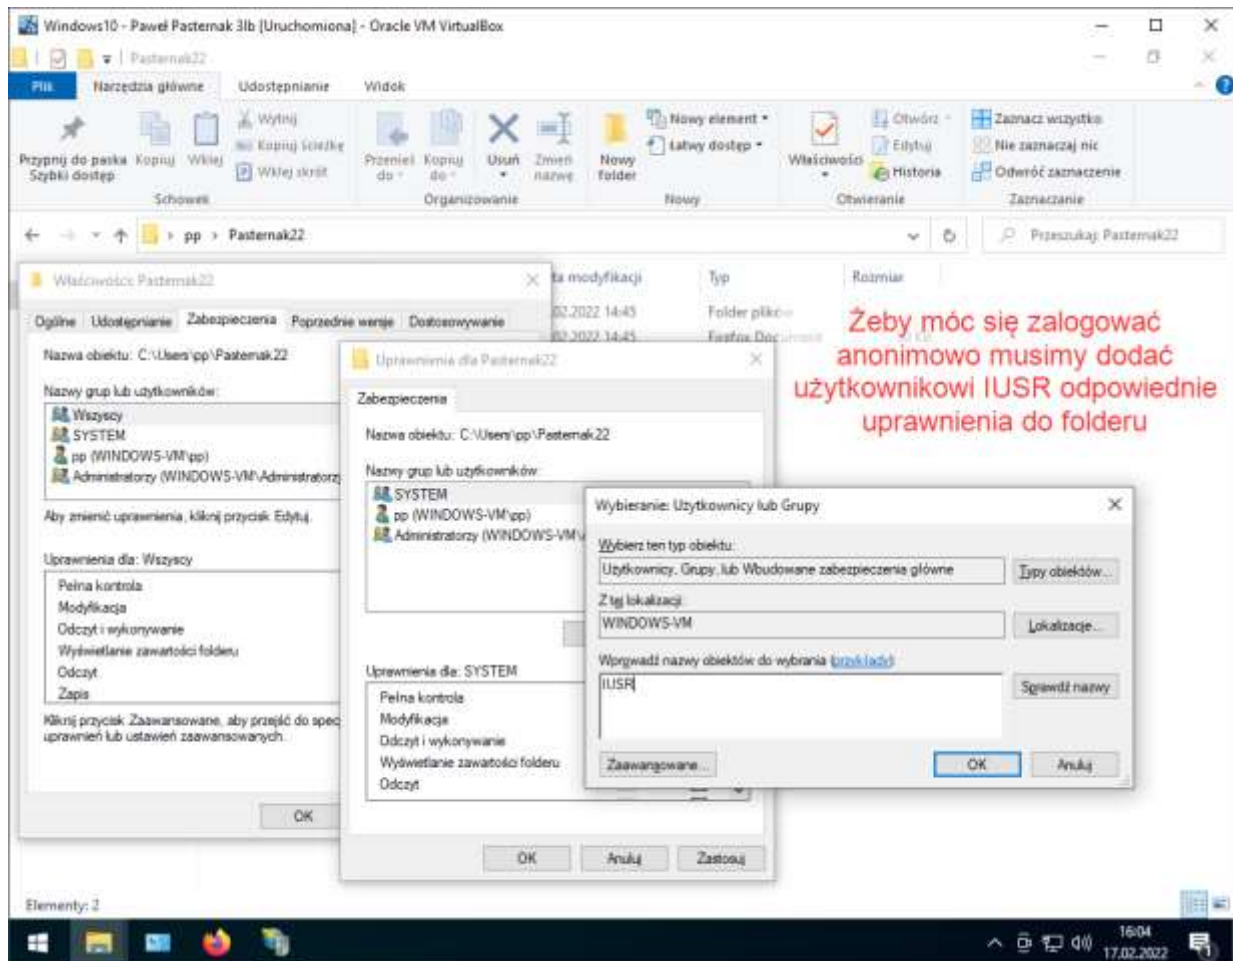 Windows10 - Paweł Pasternak 3lb [Uruchomiona] - Oracle VM VirtualBox
Pasternak22
Plik Narzędzia główne Udostępnianie Widok
Przypnij do paska Szybki dostęp
Kopiuj
Wklej
Wytnij
Kopiuj ścieżkę
Wklej skrót
Schowek
Przenieś do
Kopiuj do
Usuń
Zmień nazwę
Organizowanie
Nowy folder
Nowy element
Łatwy dostęp
Nowy
Właściwości
Otwórz
Edytuj
Historia
Otwieranie
Zaznacz wszystko
Nie zaznaczaj nic
Odwróć zaznaczenie
Zaznaczanie
pp > Pasternak22
Przeszukaj: Pasternak22
ta modyfikacji Typ Rozmiar
02.2022 14:45 Folder plików
02.2022 14:45 Firefox
Żeby móc się zalogować
anonimowo musimy dodać
użytkownikowi IUSR odpowiednie
uprawnienia do folderu
Właściwości: Pasternak22
Ogólne Udostępnianie Zabezpieczenia Poprzednie wersje Dostosowywanie
Nazwa obiektu: C:\Users\pp\Pasternak22
Nazwy grup lub użytkowników:
Wszyscy
SYSTEM
pp (WINDOWS-VM\pp)
Administratorzy (WINDOWS-VM\Administratorzy
Aby zmienić uprawnienia, kliknij przycisk Edytuj.
Uprawnienia dla: Wszyscy
Pełna kontrola
Modyfikacja
Odczyt i wykonywanie
Wyświetlanie zawartości folderu
Odczyt
Zapis
Kliknij przycisk Zaawansowane, aby przejść do spec
uprawnień lub ustawień zaawansowanych.
OK
Uprawnienia dla Pasternak22
Zabezpieczenia
Nazwa obiektu: C:\Users\pp\Pasternak22
Nazwy grup lub użytkowników:
SYSTEM
pp (WINDOWS-VM\pp)
Administratorzy (WINDOWS-VM\
Uprawnienia dla: SYSTEM
Pełna kontrola
Modyfikacja
Odczyt i wykonywanie
Wyświetlanie zawartości folderu
Odczyt
OK Anuluj Zastosuj
Wybieranie: Użytkownicy lub Grupy
Wybierz ten typ obiektu:
Użytkownicy, Grupy, lub Wbudowane zabezpieczenia główne Typy obiektów...
Z tej lokalizacji:
WINDOWS-VM Lokalizacje...
Wprowadź nazwy obiektów do wybrania (przykłady):
IUSR Sprawdź nazwy
Zaawansowane... OK Anuluj
Elementy: 2
16:04
17.02.2022